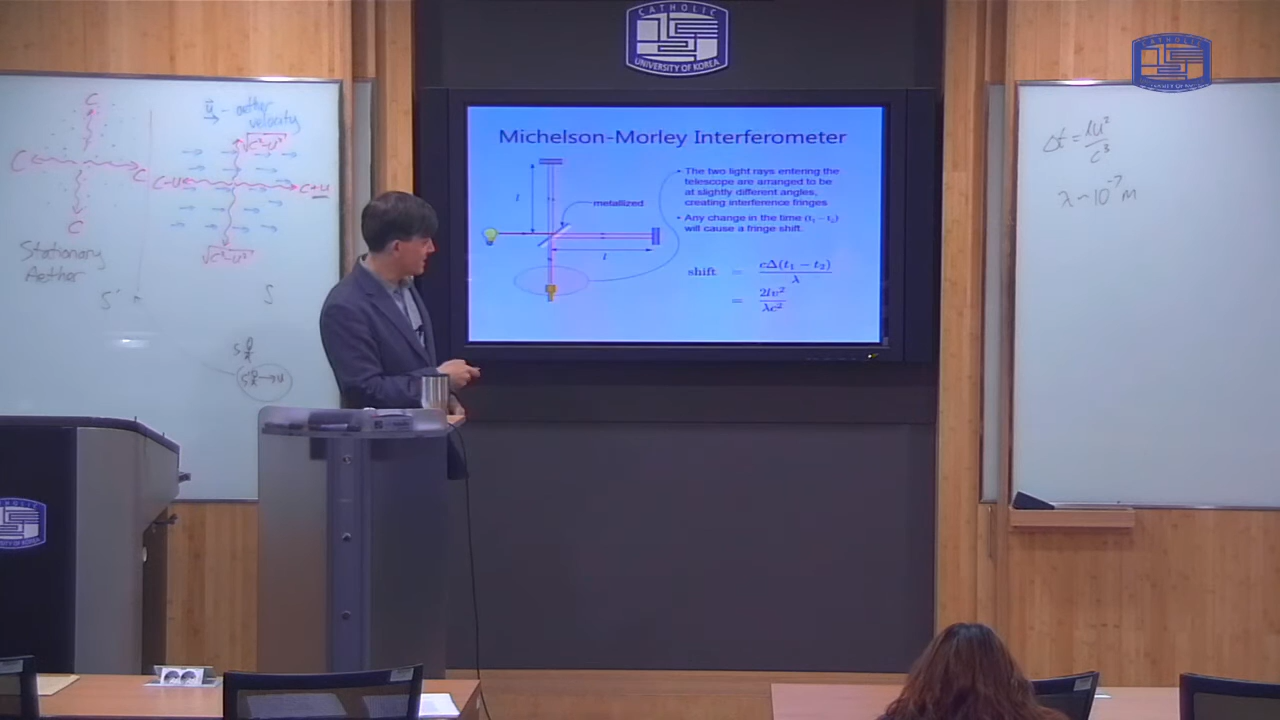 CATHOLIC
UNIVERSITY OF KOREA
C
C
C
C
Stationary
Aether
S'
u⃗ - aether
velocity
√c²-u²
C-u
C+u
√c²-u²
S
Michelson-Morley Interferometer
l
metallized
l
• The two light rays entering the
telescope are arranged to be
at slightly different angles,
creating interference fringes
• Any change in the time (t₁ − t₂)
will cause a fringe shift.
shift = cΔ(t₁ − t₂)/λ
= 2lv²/λc²
CATHOLIC
Δt = lu²/c³
λ ~ 10⁻⁷ m
CATHOLIC